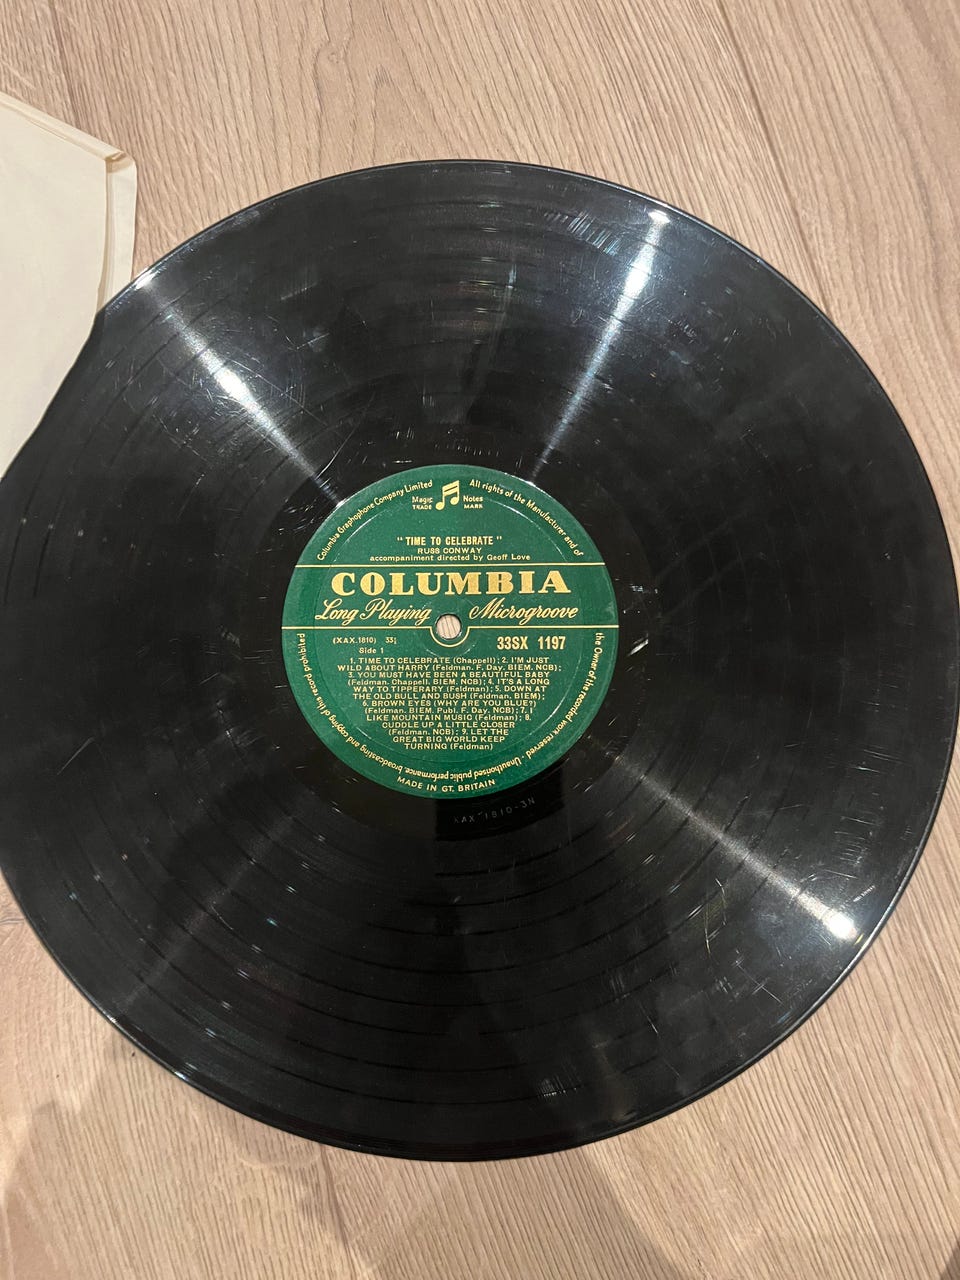 Columbia Graphophone Company Limited
All rights of the Manufacturer and of
the Owner of the recorded work reserved · Unauthorised public performance, broadcasting and copying of this record prohibited
Magic Notes
TRADE MARK
"TIME TO CELEBRATE"
RUSS CONWAY
accompaniment directed by Geoff Love
COLUMBIA
Long Playing Microgroove
(XAX.1810) 33⅓
33SX 1197
Side 1
1. TIME TO CELEBRATE (Chappell); 2. I'M JUST
WILD ABOUT HARRY (Feldman. F. Day. BIEM. NCB);
3. YOU MUST HAVE BEEN A BEAUTIFUL BABY
(Feldman. Chappell. BIEM. NCB); 4. IT'S A LONG
WAY TO TIPPERARY (Feldman); 5. DOWN AT
THE OLD BULL AND BUSH (Feldman. BIEM);
6. BROWN EYES (WHY ARE YOU BLUE?)
(Feldman. BIEM. Publ. F. Day. NCB); 7. I
LIKE MOUNTAIN MUSIC (Feldman); 8.
CUDDLE UP A LITTLE CLOSER
(Feldman. NCB); 9. LET THE
GREAT BIG WORLD KEEP
TURNING (Feldman)
MADE IN GT. BRITAIN
XAX 1810-3N